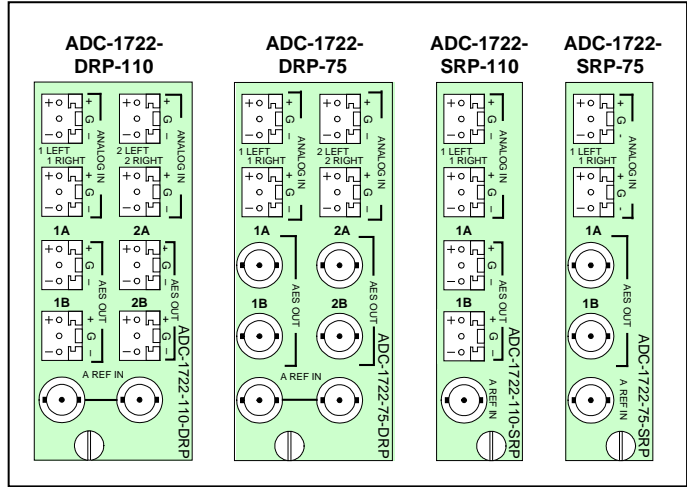 ADC-1722-
DRP-110
ADC-1722-
DRP-75
ADC-1722-
SRP-110
ADC-1722-
SRP-75
+ +
G
–
–
+ +
G
–
–
1 LEFT
1 RIGHT
2 LEFT
2 RIGHT
ANALOG IN
+ +
G
–
–
+ +
G
–
–
1A
2A
+ +
G
–
–
+ +
G
–
–
AES OUT
1B
2B
+ +
G
–
–
+ +
G
–
–
A REF IN
ADC-1722-110-DRP
+ +
G
–
–
+ +
G
–
–
1 LEFT
1 RIGHT
2 LEFT
2 RIGHT
ANALOG IN
+ +
G
–
–
+ +
G
–
–
1A
2A
AES OUT
1B
2B
A REF IN
ADC-1722-75-DRP
+ +
G
–
–
1 LEFT
1 RIGHT
ANALOG IN
+ +
G
–
–
1A
+ +
G
–
–
AES OUT
1B
+ +
G
–
–
A REF IN
ADC-1722-110-SRP
+ +
G
–
-
1 LEFT
1 RIGHT
ANALOG IN
+ +
G
–
-
1A
AES OUT
1B
A REF IN
ADC-1722-75-SRP